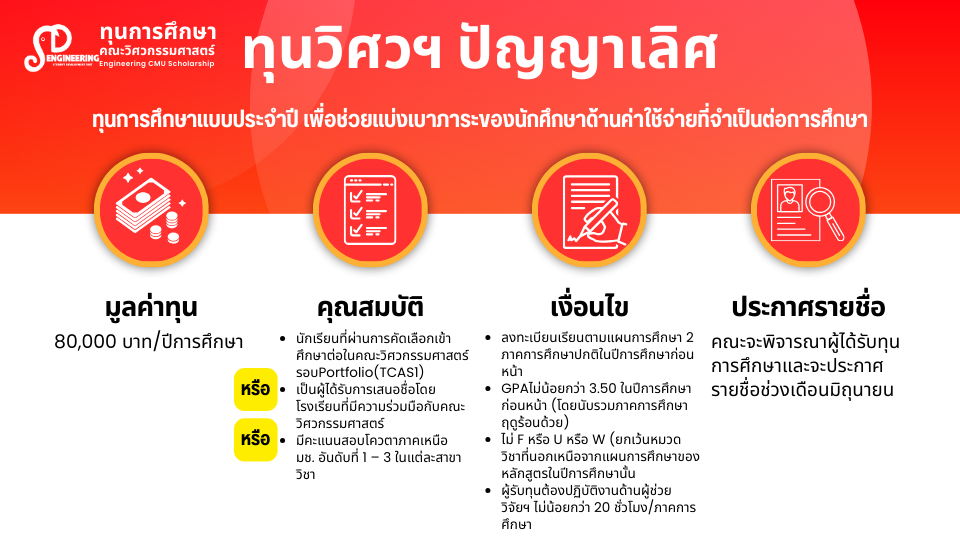 ทุนการศึกษา
คณะวิศวกรรมศาสตร์
Engineering CMU Scholarship
SD
ENGINEERING
ทุนวิศวฯ ปัญญาเลิศ
ทุนการศึกษาแบบประจำปี เพื่อช่วยแบ่งเบาภาระของนักศึกษาด้านค่าใช้จ่ายที่จำเป็นต่อการศึกษา
มูลค่าทุน
80,000 บาท/ปีการศึกษา
คุณสมบัติ
• นักเรียนที่ผ่านการคัดเลือกเข้า
ศึกษาต่อในคณะวิศวกรรมศาสตร์
รอบPortfolio(TCAS1)
หรือ
• เป็นผู้ได้รับการเสนอชื่อโดย
โรงเรียนที่มีความร่วมมือกับคณะ
วิศวกรรมศาสตร์
หรือ
• มีคะแนนสอบโควตาภาคเหนือ
มช. อันดับที่ 1 – 3 ในแต่ละสาขา
วิชา
เงื่อนไข
• ลงทะเบียนเรียนตามแผนการศึกษา 2
ภาคการศึกษาปกติในปีการศึกษาก่อน
หน้า
• GPAไม่น้อยกว่า 3.50 ในปีการศึกษา
ก่อนหน้า (โดยนับรวมภาคการศึกษา
ฤดูร้อนด้วย)
• ไม่ F หรือ U หรือ W (ยกเว้นหมวด
วิชาที่นอกเหนือจากแผนการศึกษาของ
หลักสูตรในปีการศึกษานั้น
• ผู้รับทุนต้องปฏิบัติงานด้านผู้ช่วย
วิจัยฯ ไม่น้อยกว่า 20 ชั่วโมง/ภาคการ
ศึกษา
ประกาศรายชื่อ
คณะจะพิจารณาผู้ได้รับทุน
การศึกษาและจะประกาศ
รายชื่อช่วงเดือนมิถุนายน